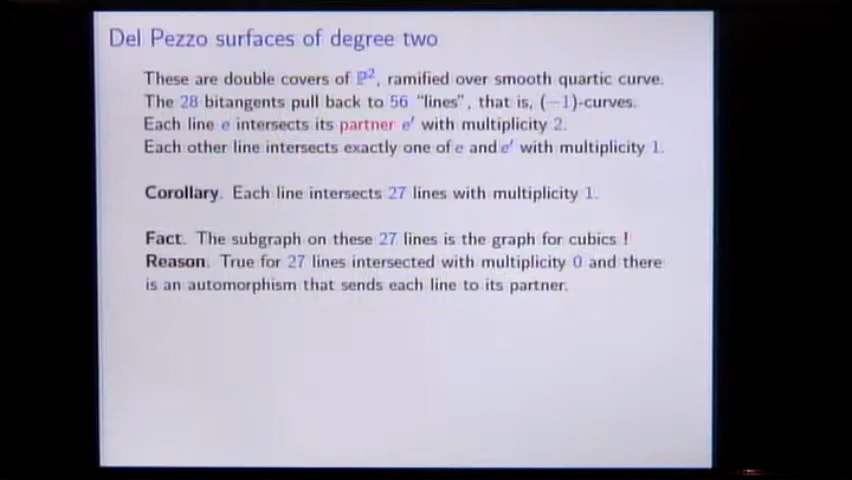 Del Pezzo surfaces of degree two
These are double covers of ℙ², ramified over smooth quartic curve.
The 28 bitangents pull back to 56 “lines”, that is, (−1)-curves.
Each line e intersects its partner e′ with multiplicity 2.
Each other line intersects exactly one of e and e′ with multiplicity 1.
Corollary. Each line intersects 27 lines with multiplicity 1.
Fact. The subgraph on these 27 lines is the graph for cubics !
Reason. True for 27 lines intersected with multiplicity 0 and there
is an automorphism that sends each line to its partner.